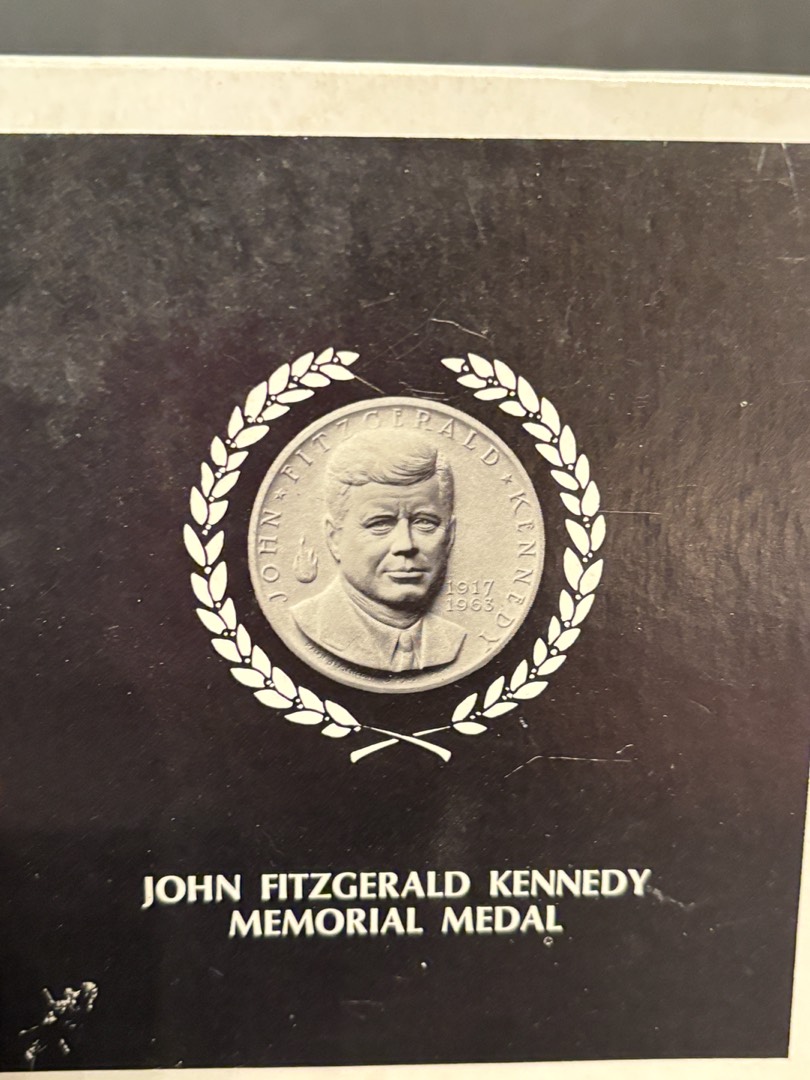 JOHN ★ FITZGERALD ★ KENNEDY
1917
1963
JOHN FITZGERALD KENNEDY
MEMORIAL MEDAL